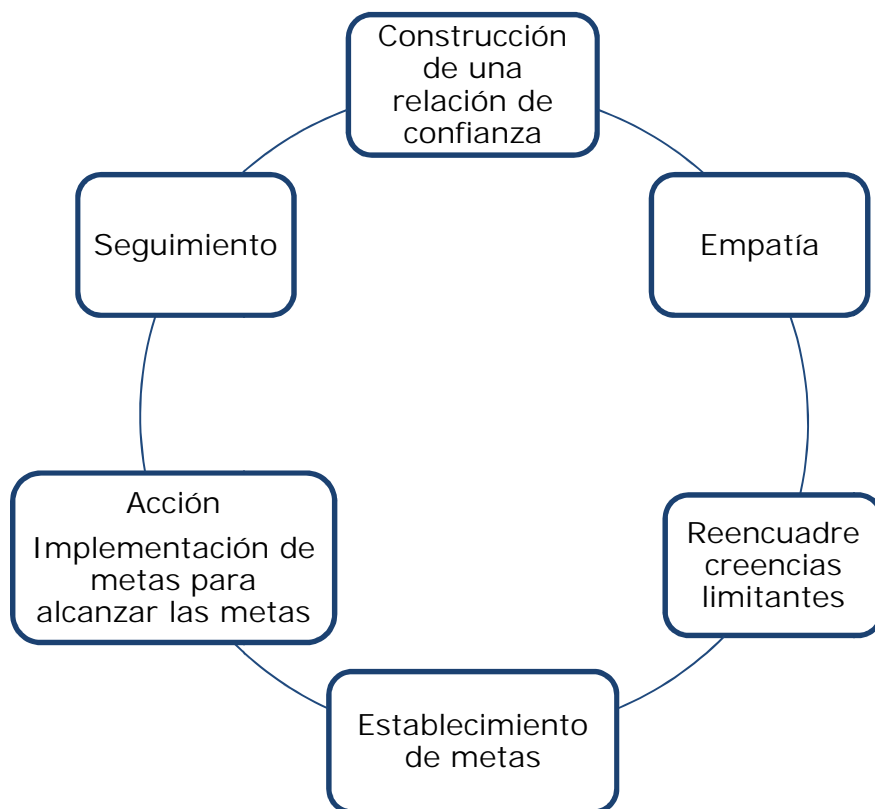 Construcción
de una
relación de
confianza
Empatía
Reencuadre
creencias
limitantes
Establecimiento
de metas
Acción
Implementación de
metas para
alcanzar las metas
Seguimiento